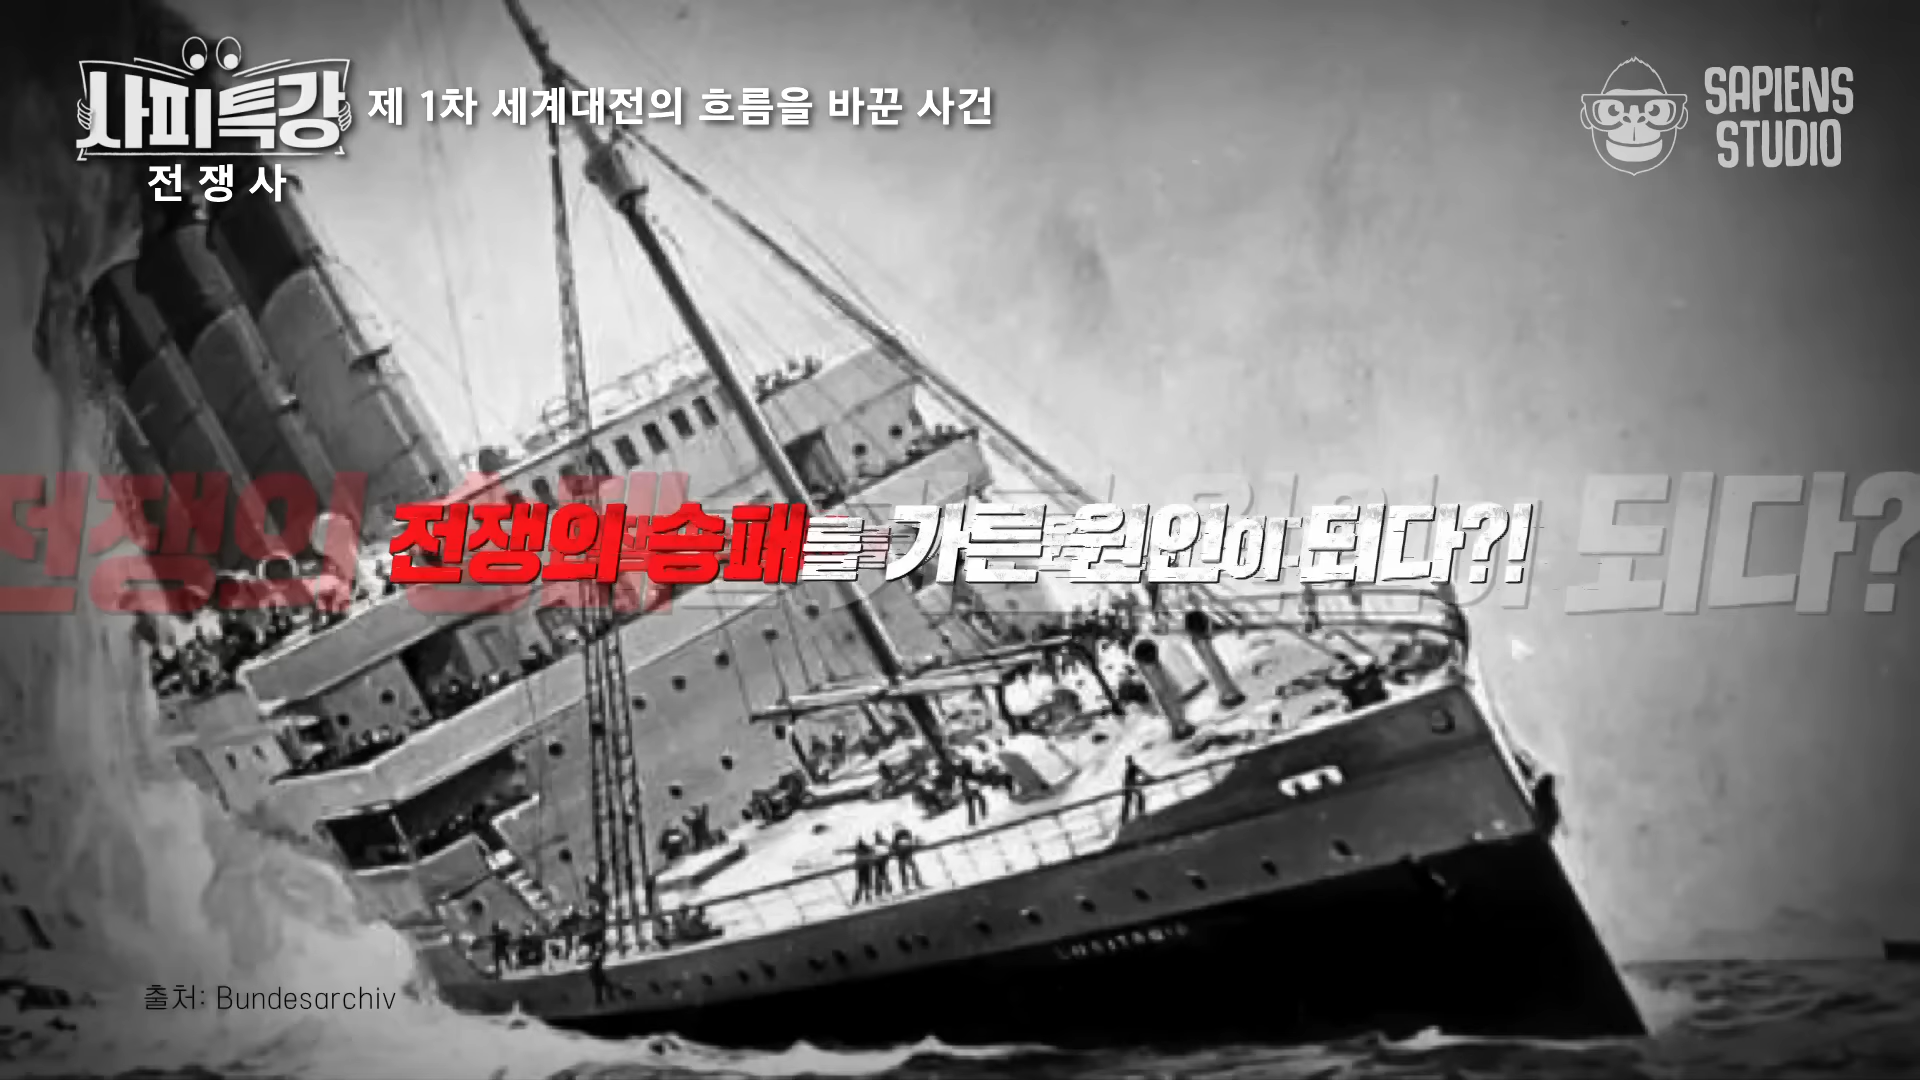 사피특강
전쟁사
제 1차 세계대전의 흐름을 바꾼 사건
SAPIENS
STUDIO
전쟁의 승패를 가른 원인이 되다?!
LUSITANIA
출처: Bundesarchiv